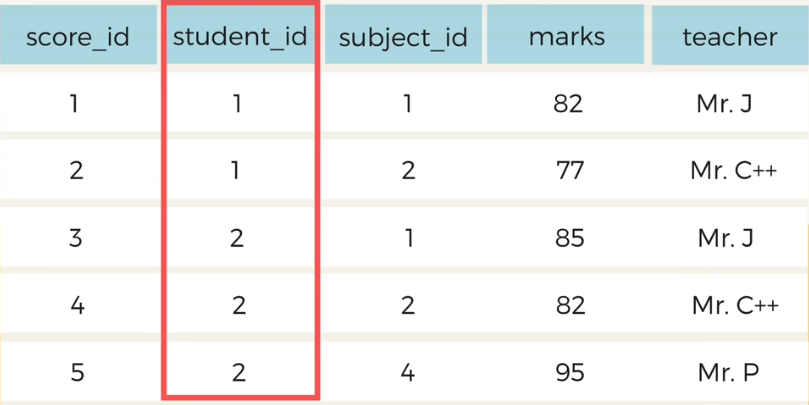 score_id student_id subject_id marks teacher
1 1 1 82 Mr. J
2 1 2 77 Mr. C++
3 2 1 85 Mr. J
4 2 2 82 Mr. C++
5 2 4 95 Mr. P